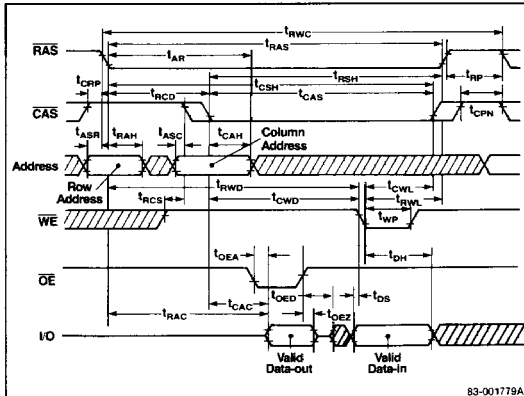 tRWC
RAS
tRAS
tAR
tCRP
tRSH
tRP
tCSH
tRCD
tCAS
CAS
tCPN
tASR
tRAH
tASC
tCAH
Column
Address
Address
Row
Address
tRWD
tCWL
tRWL
tRCS
tCWD
WE
tWP
tOEA
tDH
OE
tOED
tDS
tCAC
tRAC
tOEZ
I/O
Valid
Data-out
Valid
Data-in
83-001779A